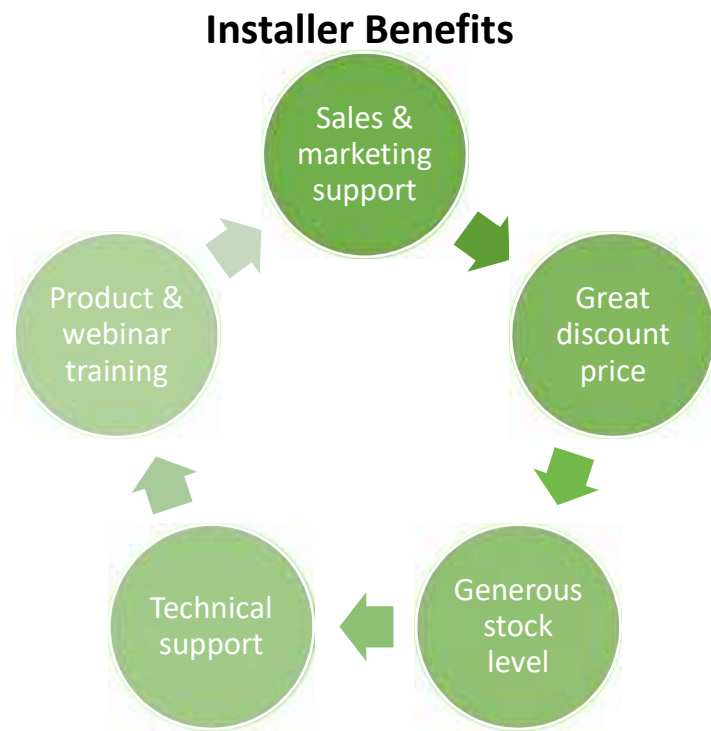 Installer Benefits
Sales &
marketing
support
Great
discount
price
Generous
stock
level
Technical
support
Product &
webinar
training